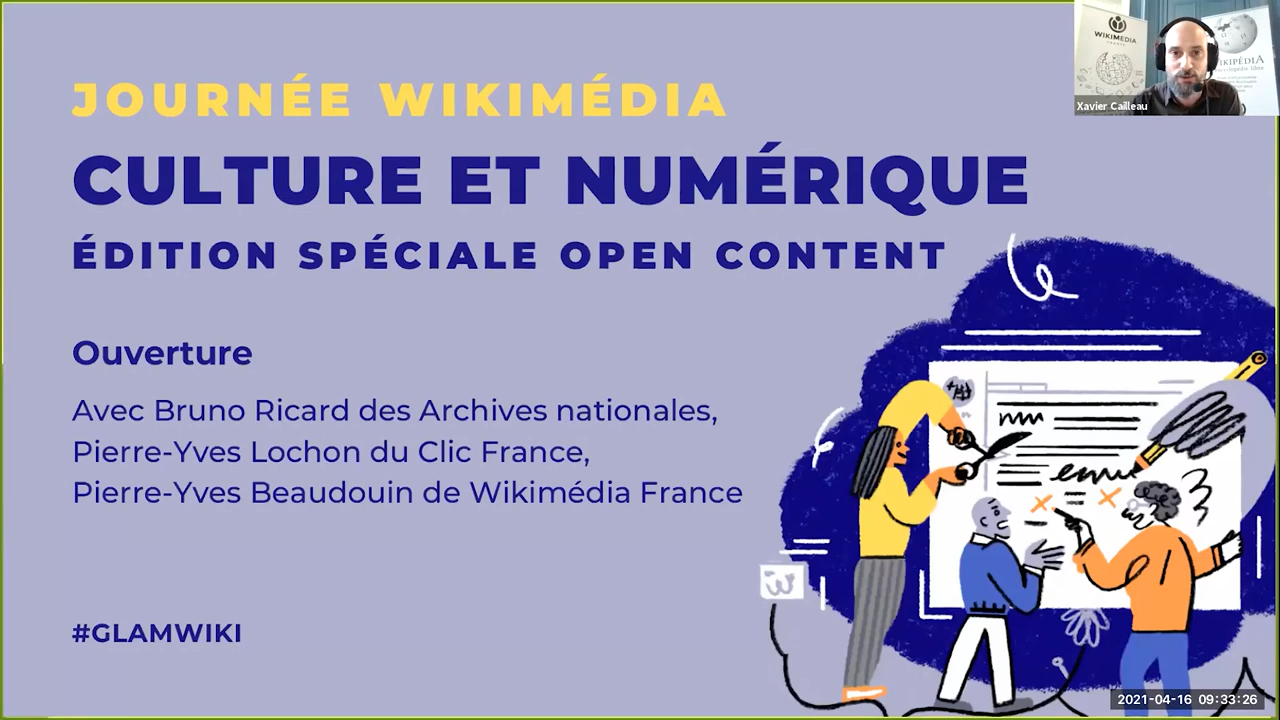 JOURNÉE WIKIMÉDIA
CULTURE ET NUMÉRIQUE
ÉDITION SPÉCIALE OPEN CONTENT
Ouverture
Avec Bruno Ricard des Archives nationales,
Pierre-Yves Lochon du Clic France,
Pierre-Yves Beaudouin de Wikimédia France
#GLAMWIKI
WIKIMEDIA
FRANCE
WIKIPÉDIA
Xavier Cailleau
2021-04-16 09:33:26